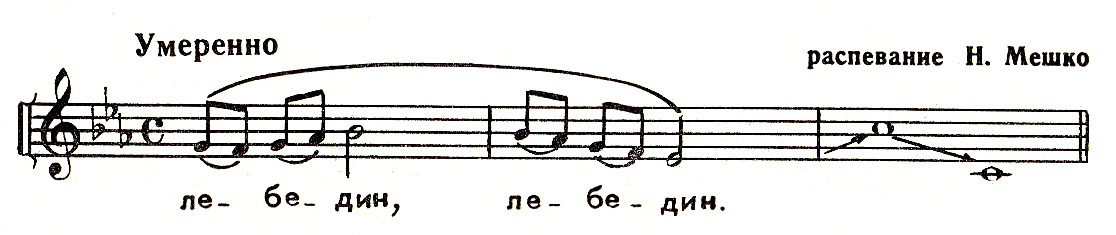 Умеренно
распевание Н. Мешко
ле- бе- дин, ле- бе- дин.